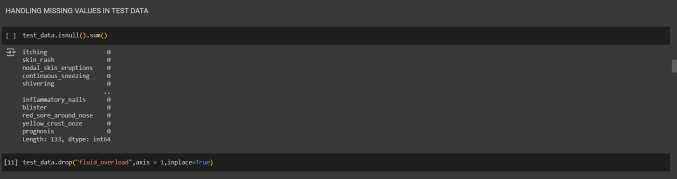 HANDLING MISSING VALUES IN TEST DATA
[ ] test_data.isnull().sum()
itching 0
skin_rash 0
nodal_skin_eruptions 0
continuous_sneezing 0
shivering 0
..
inflammatory_nails 0
blister 0
red_sore_around_nose 0
yellow_crust_ooze 0
prognosis 0
Length: 133, dtype: int64
[11] test_data.drop("fluid_overload",axis = 1,inplace=True)